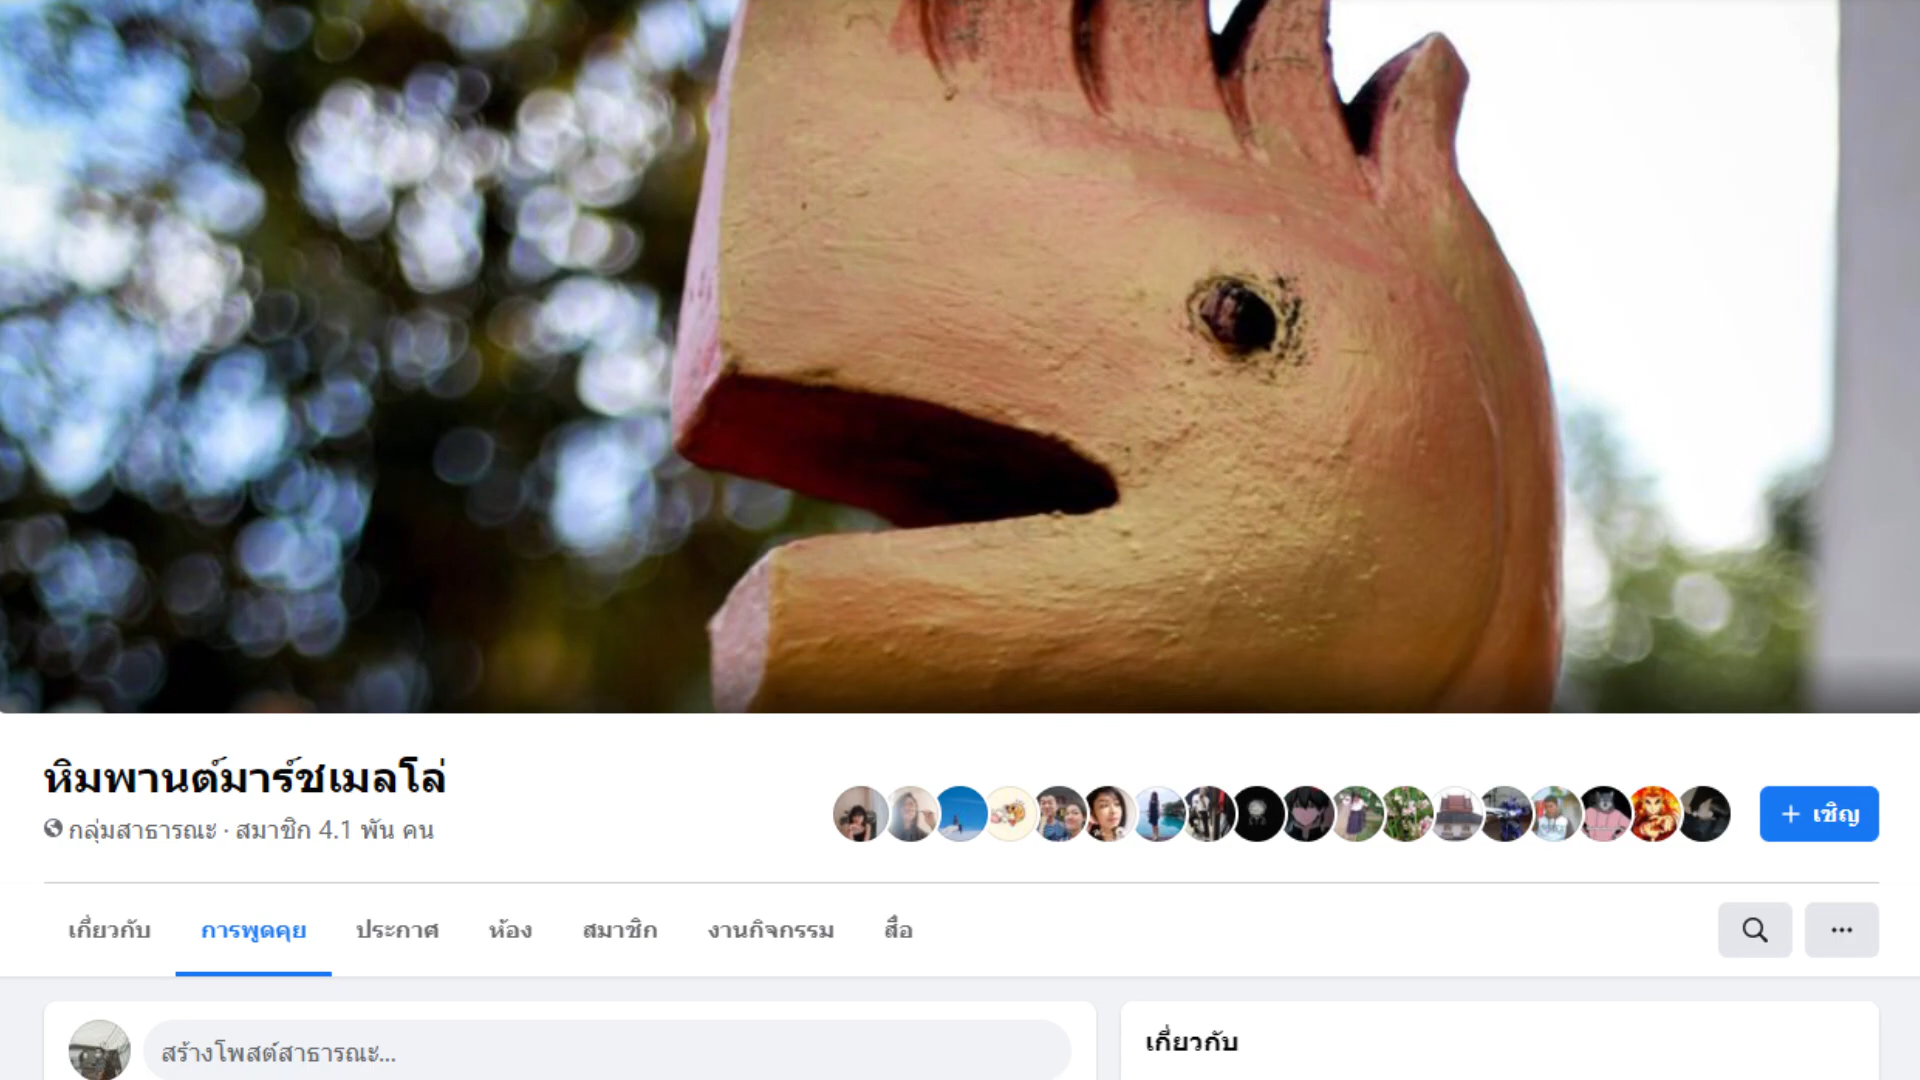 หิมพานต์มาร์ชเมลโล่
กลุ่มสาธารณะ · สมาชิก 4.1 พัน คน
+ เชิญ
เกี่ยวกับ การพูดคุย ประกาศ ห้อง สมาชิก งานกิจกรรม สื่อ
สร้างโพสต์สาธารณะ...
เกี่ยวกับ